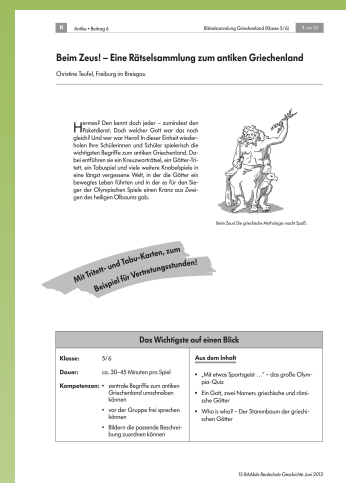 II Antike • Beitrag 6 Rätselsammlung Griechenland (Klasse 5/6) 1 von 30
Beim Zeus! – Eine Rätselsammlung zum antiken Griechenland
Christine Teufel, Freiburg im Breisgau
Hermes? Den kennt doch jeder – zumindest den
Paketdienst. Doch welcher Gott war das noch
gleich? Und wer war Hera? In dieser Einheit wieder-
holen Ihre Schülerinnen und Schüler spielerisch die
wichtigsten Begriffe zum antiken Griechenland. Da-
bei entführen sie ein Kreuzworträtsel, ein Götter-Tri-
tett, ein Tabuspiel und viele weitere Knobelspiele in
eine längst vergessene Welt, in der die Götter ein
bewegtes Leben führten und in der es für den Sie-
ger der Olympischen Spiele einen Kranz aus Zwei-
gen des heiligen Ölbaums gab.
Beim Zeus! Die griechische Mythologie macht Spaß.
Mit Tritett- und Tabu-Karten, zum
Beispiel für Vertretungsstunden!
Das Wichtigste auf einen Blick
Klasse: 5/6
Dauer: ca. 30–45 Minuten pro Spiel
Kompetenzen: • zentrale Begriffe zum antiken
Griechenland umschreiben
können
• vor der Gruppe frei sprechen
können
• Bildern die passende Beschrei-
bung zuordnen können
Aus dem Inhalt
• „Mit etwas Sportsgeist …“ – das große Olym-
pia-Quiz
• Ein Gott, zwei Namen: griechische und römi-
sche Götter
• Who is who? – Der Stammbaum der griechi-
schen Götter
15 RAAbits Realschule Geschichte Juni 2013